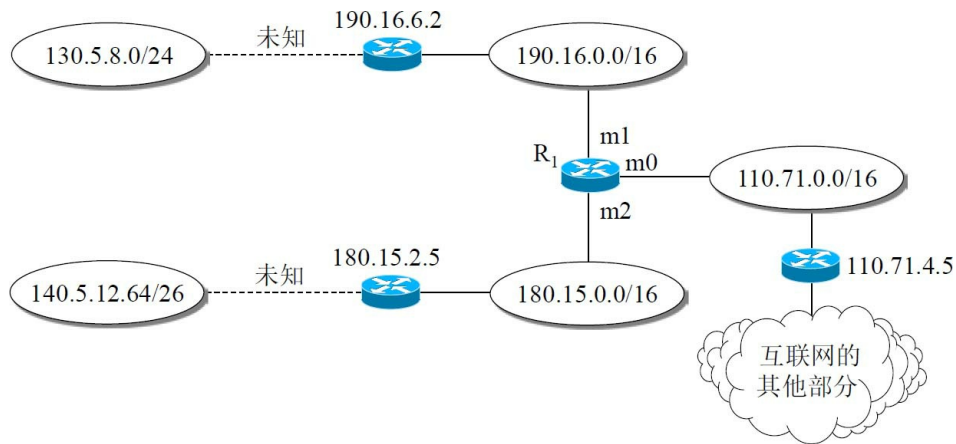 190.16.6.2
130.5.8.0/24
未知
190.16.0.0/16
m1
R1
m0
110.71.0.0/16
m2
180.15.2.5
110.71.4.5
140.5.12.64/26
未知
180.15.0.0/16
互联网的
其他部分